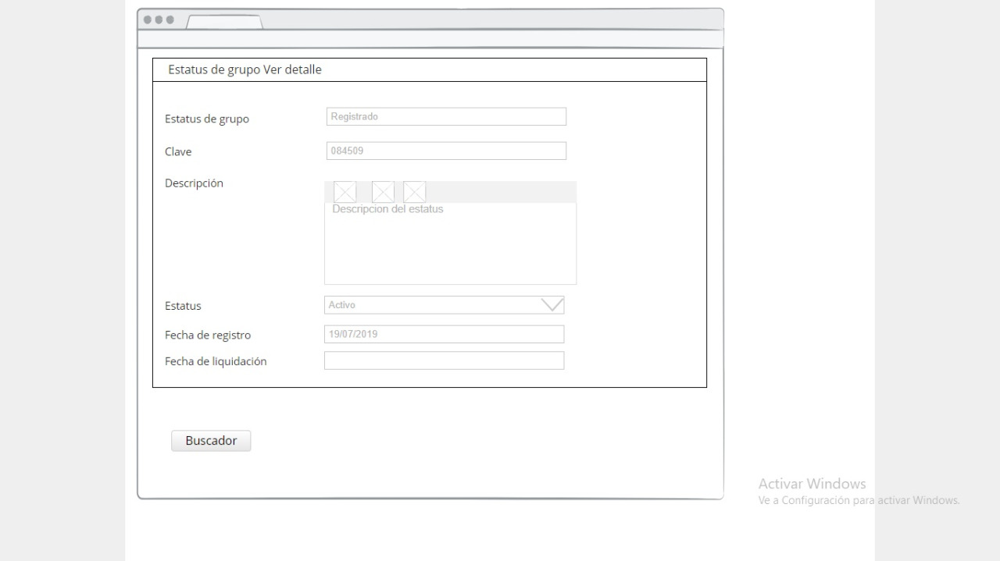 Estatus de grupo Ver detalle
Estatus de grupo Registrado
Clave 084509
Descripción
Descripcion del estatus
Estatus Activo
Fecha de registro 19/07/2019
Fecha de liquidación
Buscador
Activar Windows
Ve a Configuración para activar Windows.